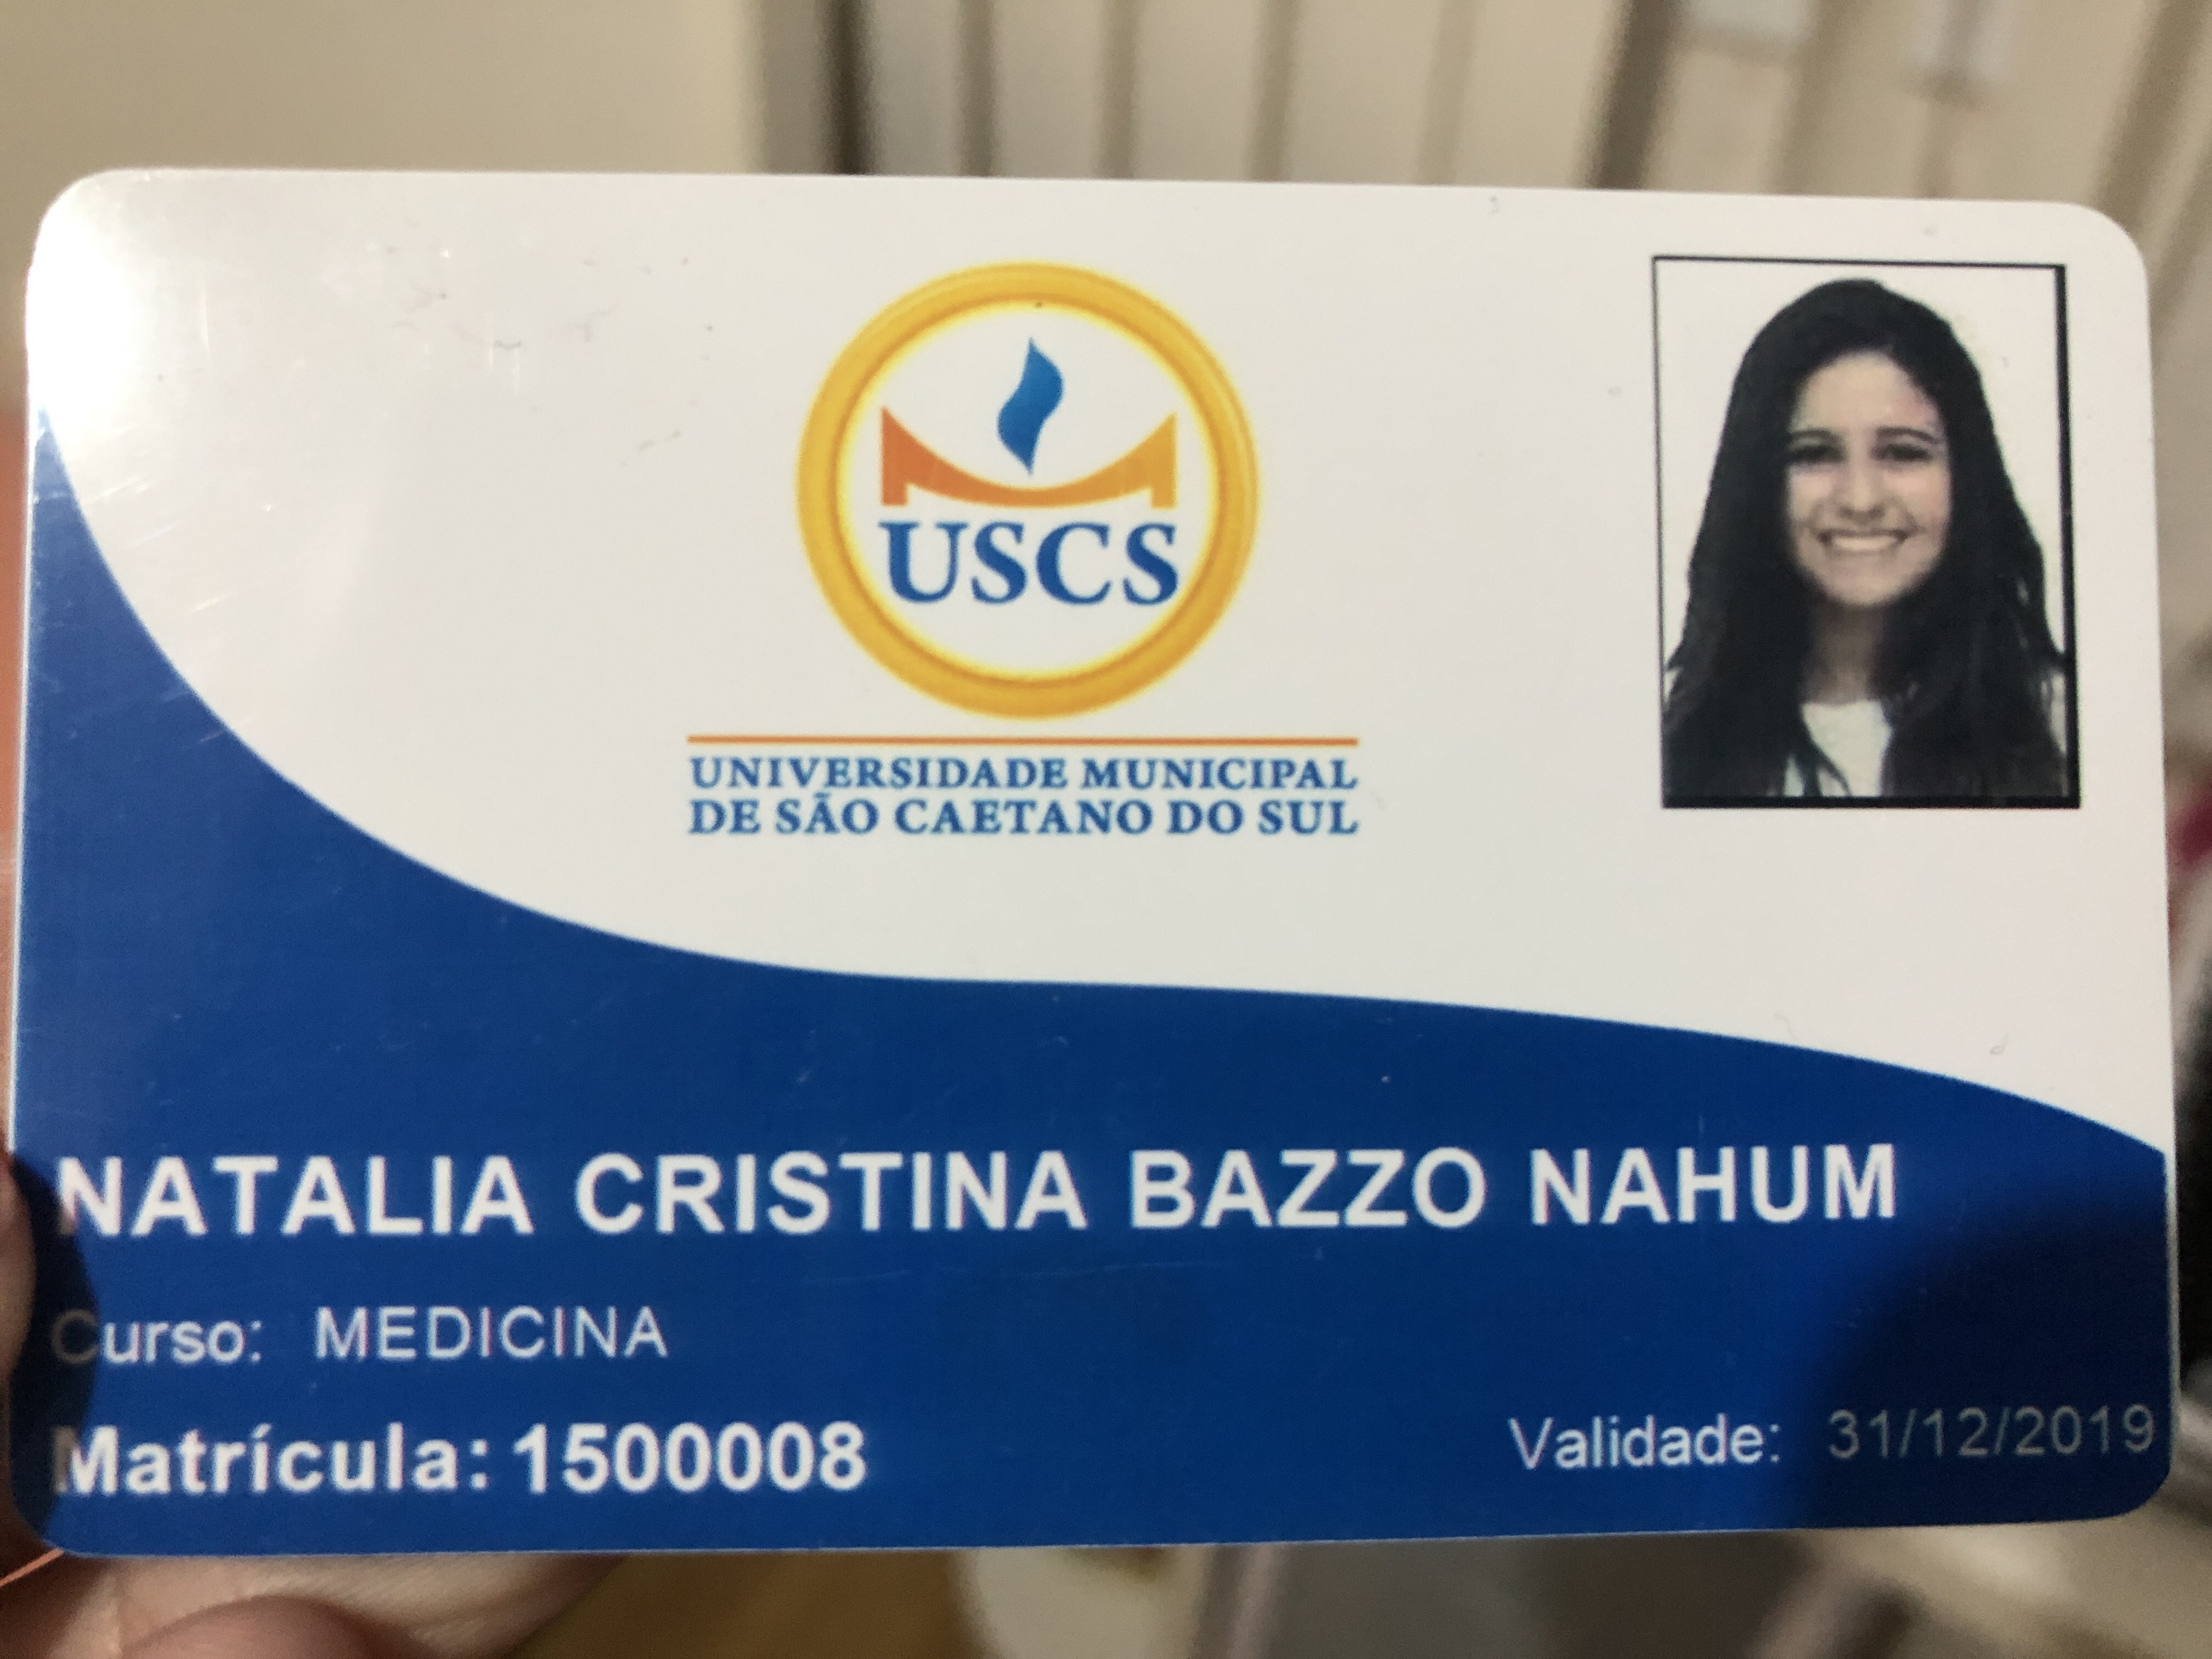 USCS
UNIVERSIDADE MUNICIPAL
DE SÃO CAETANO DO SUL
NATALIA CRISTINA BAZZO NAHUM
Curso: MEDICINA
Matrícula: 1500008
Validade: 31/12/2019